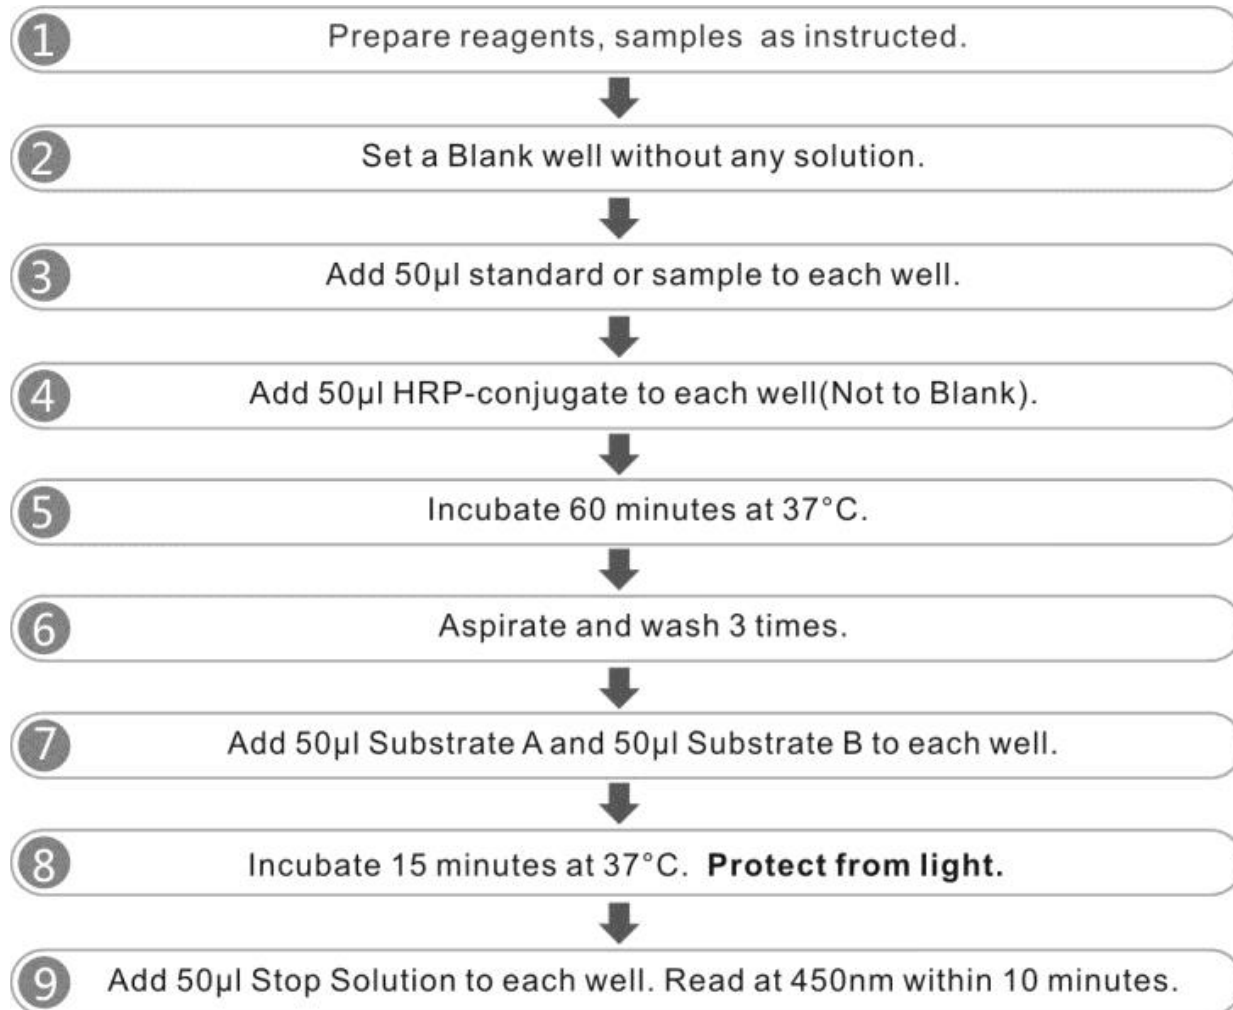 1 Prepare reagents, samples as instructed.
2 Set a Blank well without any solution.
3 Add 50µl standard or sample to each well.
4 Add 50µl HRP-conjugate to each well(Not to Blank).
5 Incubate 60 minutes at 37°C.
6 Aspirate and wash 3 times.
7 Add 50µl Substrate A and 50µl Substrate B to each well.
8 Incubate 15 minutes at 37°C. Protect from light.
9 Add 50µl Stop Solution to each well. Read at 450nm within 10 minutes.